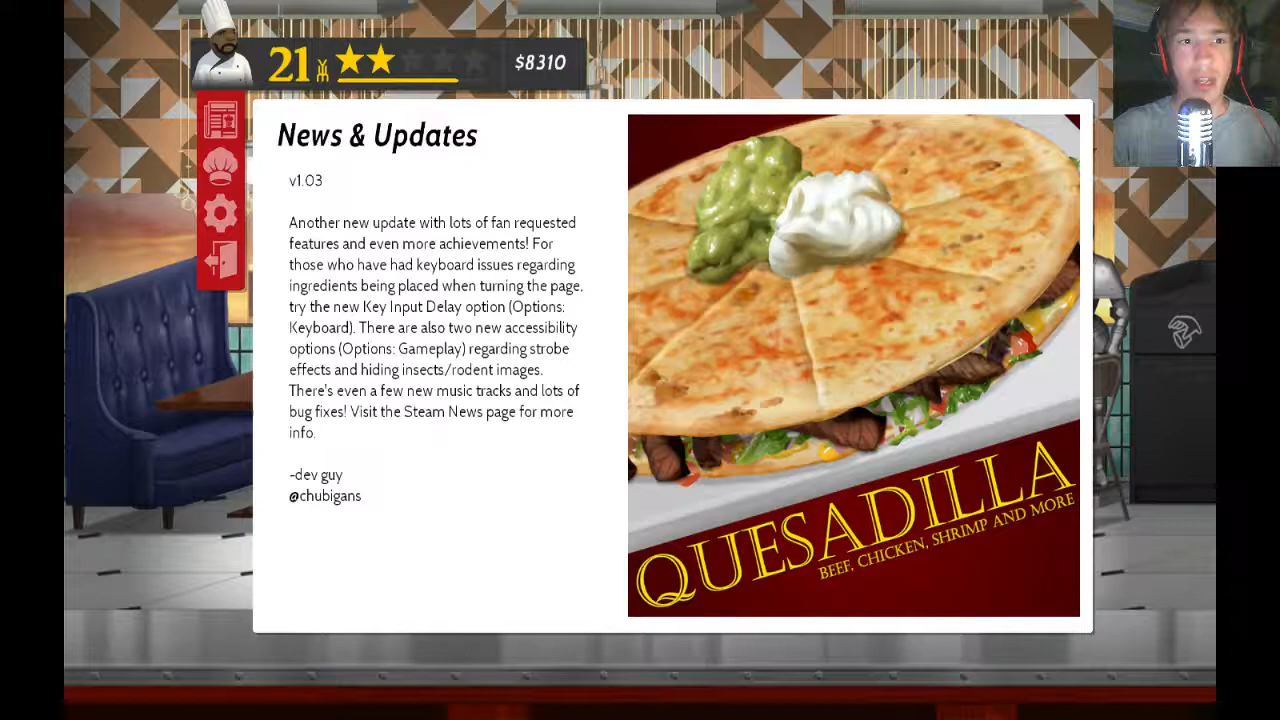 21 $8310
News & Updates
v1.03
Another new update with lots of fan requested
features and even more achievements! For
those who have had keyboard issues regarding
ingredients being placed when turning the page,
try the new Key Input Delay option (Options:
Keyboard). There are also two new accessibility
options (Options: Gameplay) regarding strobe
effects and hiding insects/rodent images.
There's even a few new music tracks and lots of
bug fixes! Visit the Steam News page for more
info.
-dev guy
@chubigans
QUESADILLA
BEEF, CHICKEN, SHRIMP AND MORE